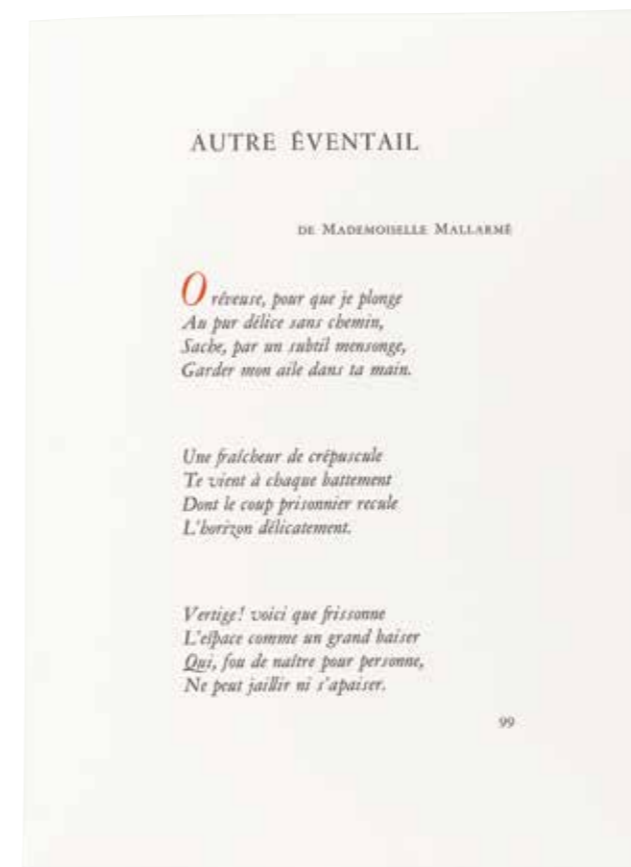 AUTRE ÉVENTAIL
DE MADEMOISELLE MALLARMÉ
O rêveuse, pour que je plonge
Au pur délice sans chemin,
Sache, par un subtil mensonge,
Garder mon aile dans ta main.
Une fraîcheur de crépuscule
Te vient à chaque battement
Dont le coup prisonnier recule
L'horizon délicatement.
Vertige! voici que frissonne
L'espace comme un grand baiser
Qui, fou de naître pour personne,
Ne peut jaillir ni s'apaiser.
99